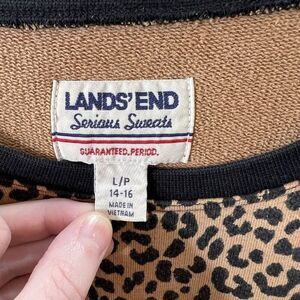 LANDS' END
Serious Sweats
GUARANTEED. PERIOD.
L/P
14-16
MADE IN
VIETNAM